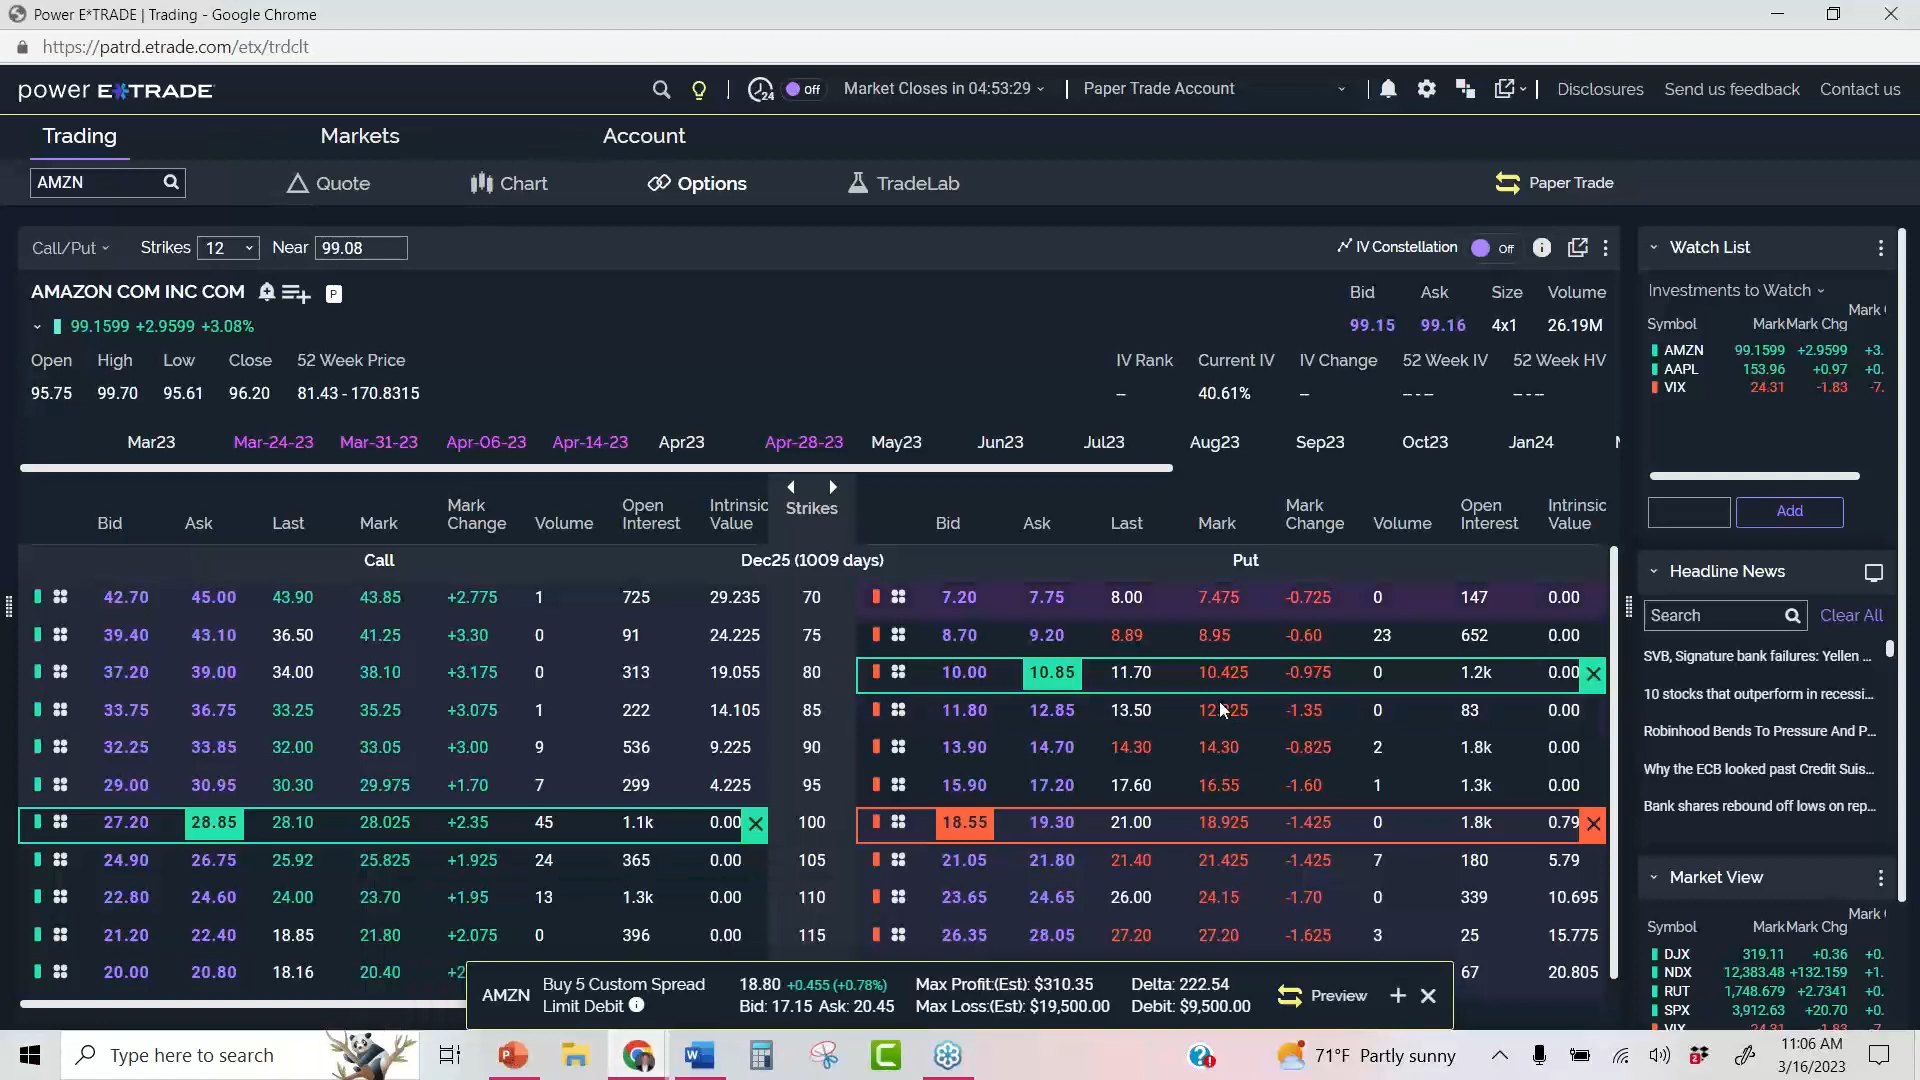 Power E*TRADE | Trading - Google Chrome
https://patrd.etrade.com/etx/trdclt
power E*TRADE
24 Off Market Closes in 04:53:29 Paper Trade Account Disclosures Send us feedback Contact us
Trading Markets Account
AMZN Quote Chart Options TradeLab Paper Trade
Call/Put Strikes 12 Near 99.08 IV Constellation Off
AMAZON COM INC COM P
Bid Ask Size Volume
99.1599 +2.9599 +3.08%
99.15 99.16 4x1 26.19M
Open High Low Close 52 Week Price IV Rank Current IV IV Change 52 Week IV 52 Week HV
95.75 99.70 95.61 96.20 81.43 - 170.8315 -- 40.61% -- -- -- -- --
Mar23 Mar-24-23 Mar-31-23 Apr-06-23 Apr-14-23 Apr23 Apr-28-23 May23 Jun23 Jul23 Aug23 Sep23 Oct23 Jan24
Bid Ask Last Mark Mark Change Volume Open Interest Intrinsic Value Strikes Bid Ask Last Mark Mark Change Volume Open Interest Intrinsic Value
Call Dec25 (1009 days) Put
42.70 45.00 43.90 43.85 +2.775 1 725 29.235 70 7.20 7.75 8.00 7.475 -0.725 0 147 0.00
39.40 43.10 36.50 41.25 +3.30 0 91 24.225 75 8.70 9.20 8.89 8.95 -0.60 23 652 0.00
37.20 39.00 34.00 38.10 +3.175 0 313 19.055 80 10.00 10.85 11.70 10.425 -0.975 0 1.2k 0.00
33.75 36.75 33.25 35.25 +3.075 1 222 14.105 85 11.80 12.85 13.50 -1.35 0 83 0.00
32.25 33.85 32.00 33.05 +3.00 9 536 9.225 90 13.90 14.70 14.30 14.30 -0.825 2 1.8k 0.00
29.00 30.95 30.30 29.975 +1.70 7 299 4.225 95 15.90 17.20 17.60 16.55 -1.60 1 1.3k 0.00
27.20 28.85 28.10 28.025 +2.35 45 1.1k 0.00 100 18.55 19.30 21.00 18.925 -1.425 0 1.8k 0.79
24.90 26.75 25.92 25.825 +1.925 24 365 0.00 105 21.05 21.80 21.40 21.425 -1.425 7 180 5.79
22.80 24.60 24.00 23.70 +1.95 13 1.3k 0.00 110 23.65 24.65 26.00 24.15 -1.70 0 339 10.695
21.20 22.40 18.85 21.80 +2.075 0 396 0.00 115 26.35 28.05 27.20 27.20 -1.625 3 25 15.775
20.00 20.80 18.16 20.40 67 20.805
AMZN
Buy 5 Custom Spread 18.80 +0.455 (+0.78%) Max Profit:(Est): $310.35 Delta: 222.54
Limit Debit Bid: 17.15 Ask: 20.45 Max Loss:(Est): $19,500.00 Debit: $9,500.00
Preview
Watch List
Investments to Watch
Symbol Mark Mark Chg Mark
AMZN 99.1599 +2.9599 +3.
AAPL 153.96 +0.97 +0.
VIX 24.31 -1.83 -7.
Add
Headline News
Search Clear All
SVB, Signature bank failures: Yellen ...
10 stocks that outperform in recessi...
Robinhood Bends To Pressure And P...
Why the ECB looked past Credit Suis...
Bank shares rebound off lows on rep...
Market View
Symbol Mark Mark Chg Mark
DJX 319.11 +0.36 +0.
NDX 12,383.48 +132.159 +1.
RUT 1,748.679 +2.7341 +0.
SPX 3,912.63 +20.70 +0.
VIX 24.31 -1.83 -7.
Type here to search
71°F Partly sunny
11:06 AM
3/16/2023